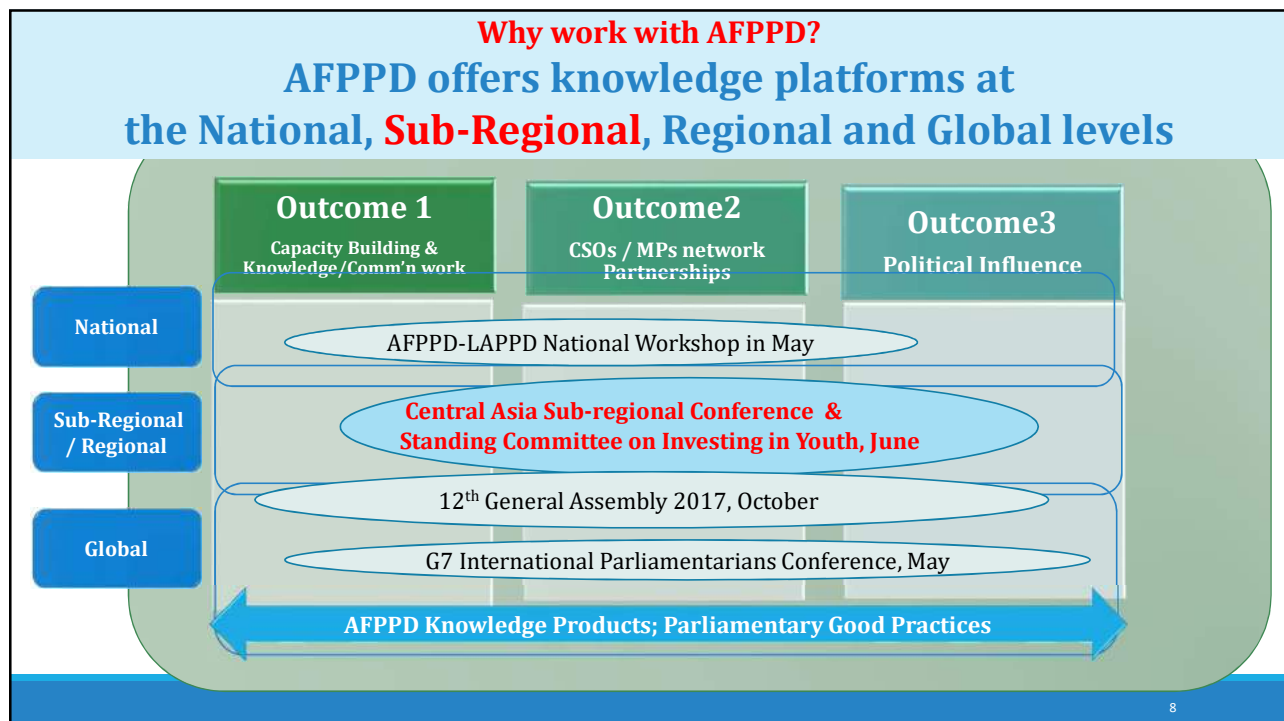 Why work with AFPPD?
AFPPD offers knowledge platforms at
the National, Sub-Regional, Regional and Global levels
Outcome 1
Capacity Building &
Knowledge/Comm'n work
Outcome2
CSOs / MPs network
Partnerships
Outcome3
Political Influence
National
AFPPD-LAPPD National Workshop in May
Sub-Regional
/ Regional
Central Asia Sub-regional Conference &
Standing Committee on Investing in Youth, June
12th General Assembly 2017, October
Global
G7 International Parliamentarians Conference, May
AFPPD Knowledge Products; Parliamentary Good Practices
8